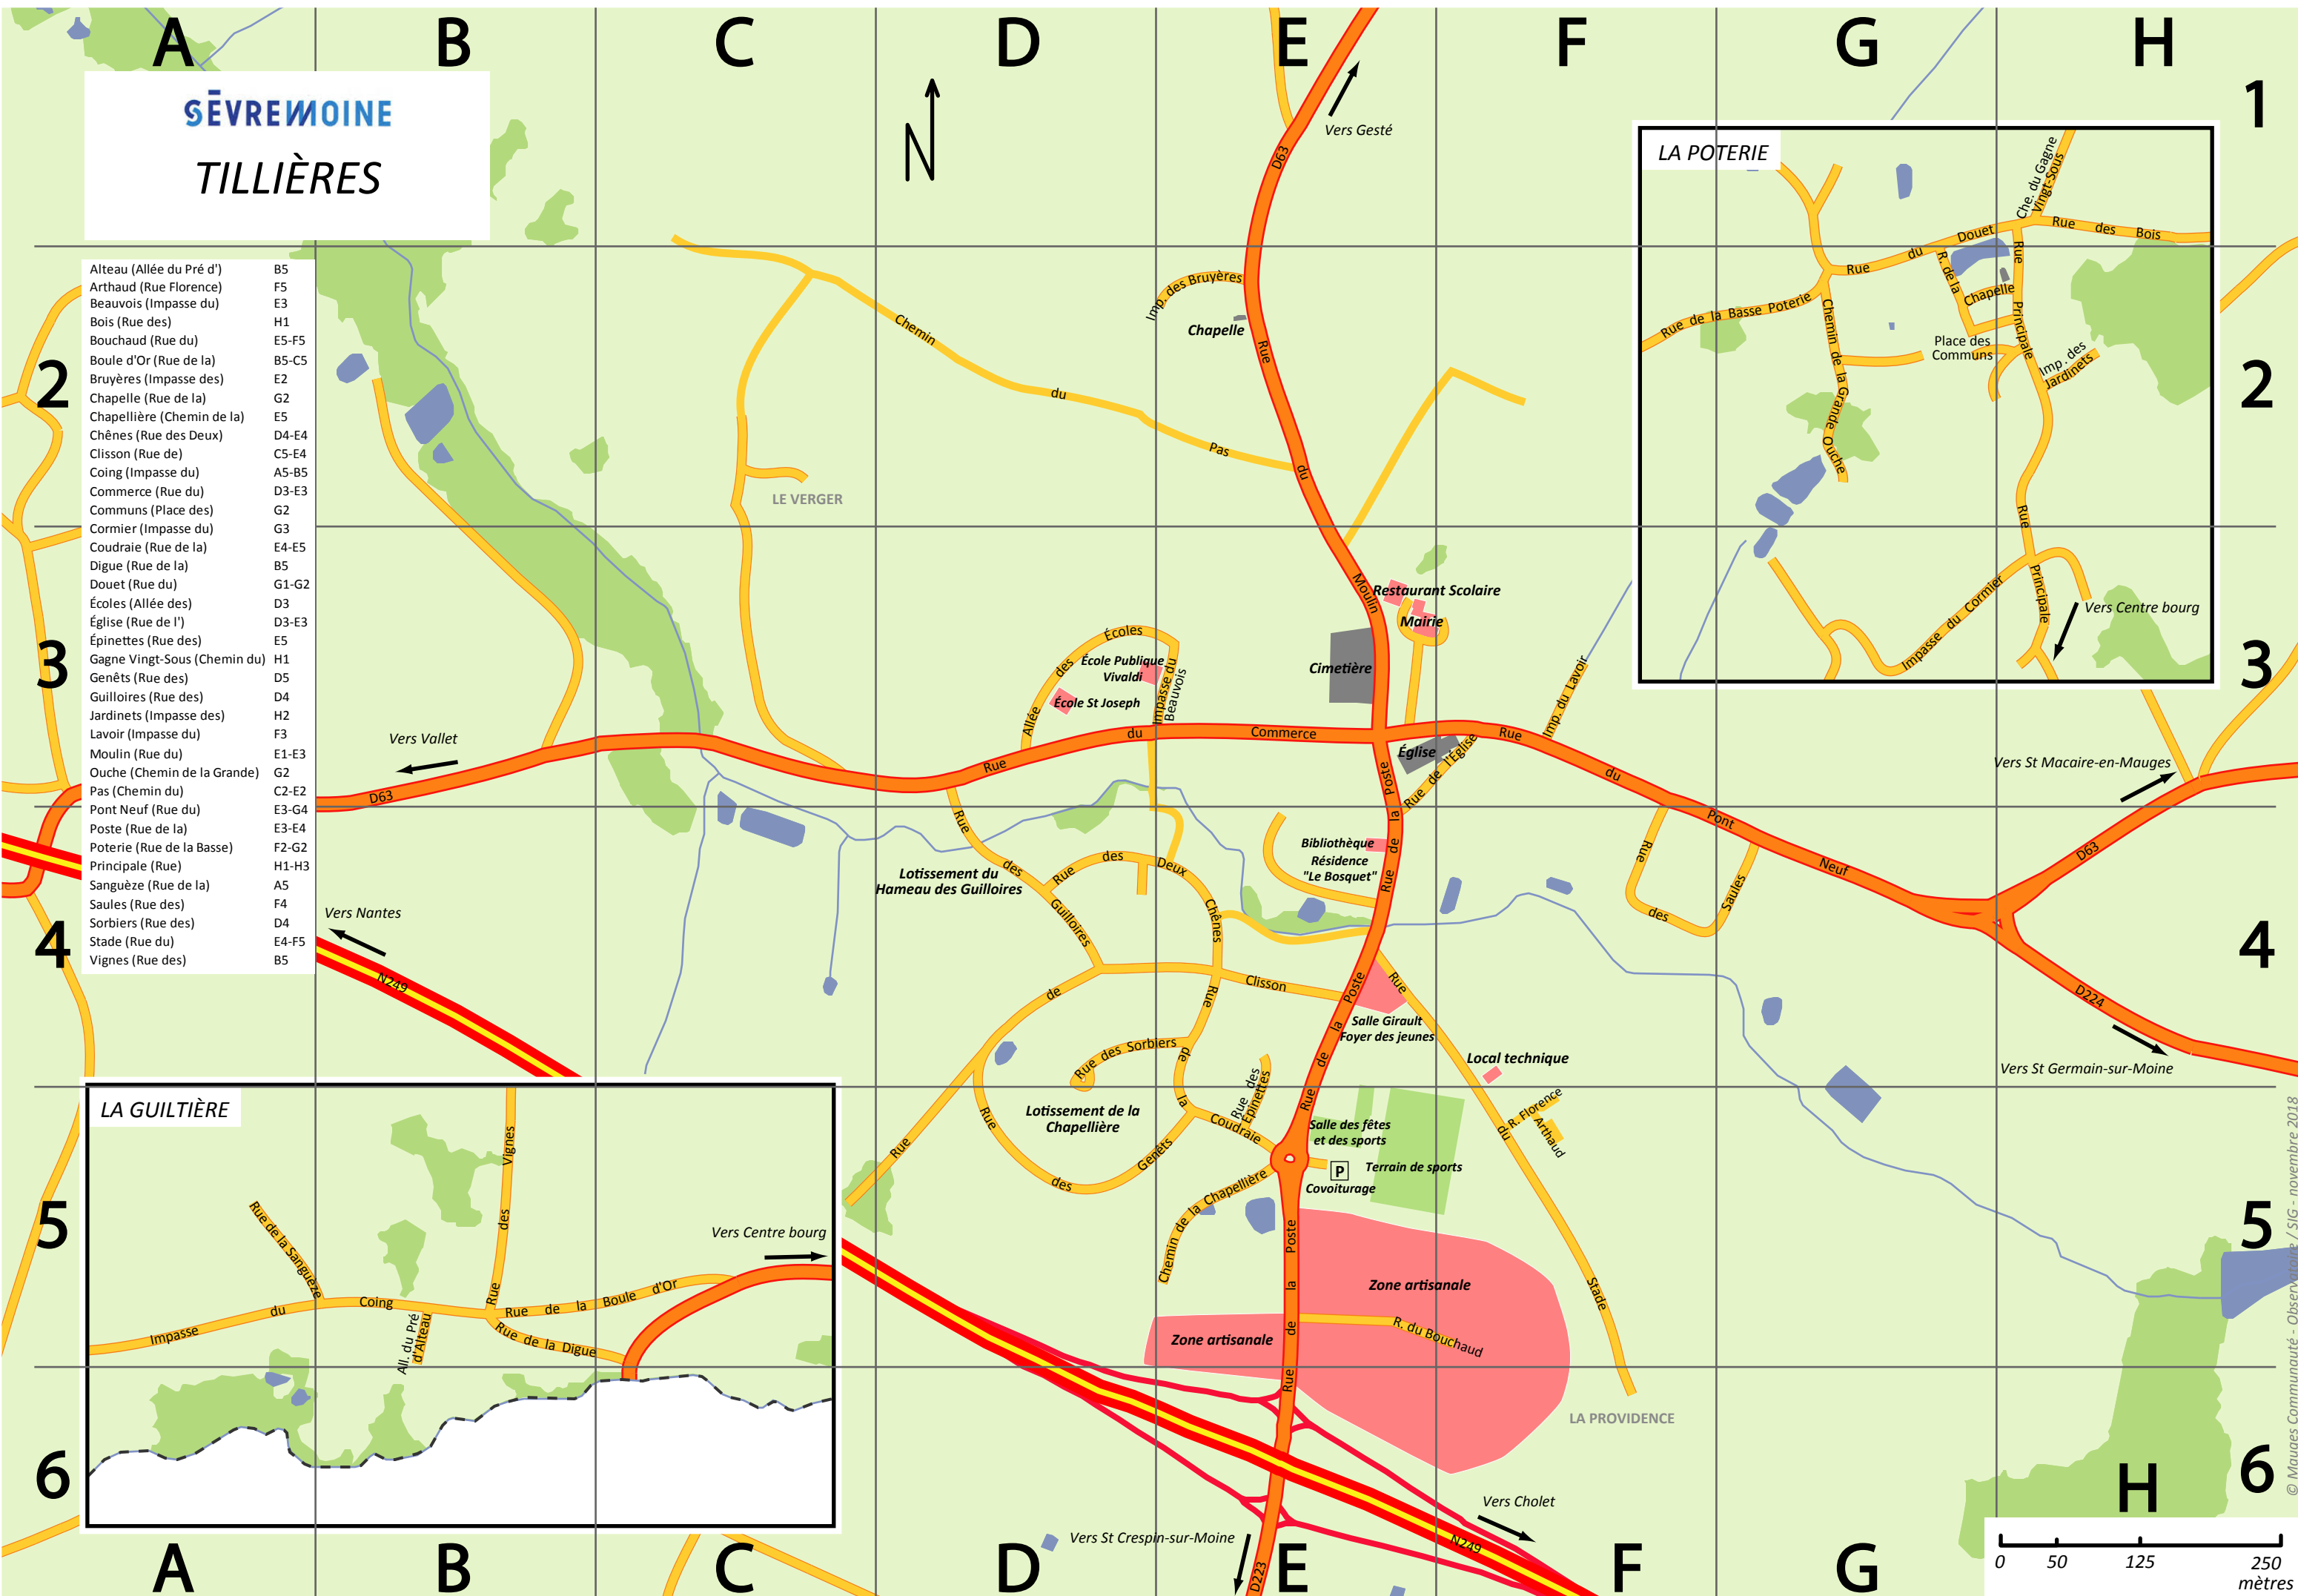 A B C D E F G H
1
2
3
4
5
6
SÈVREMOINE
TILLIÈRES
N
Alteau (Allée du Pré d') B5
Arthaud (Rue Florence) F5
Beauvois (Impasse du) E3
Bois (Rue des) H1
Bouchaud (Rue du) E5-F5
Boule d'Or (Rue de la) B5-C5
Bruyères (Impasse des) E2
Chapelle (Rue de la) G2
Chapellière (Chemin de la) E5
Chênes (Rue des Deux) D4-E4
Clisson (Rue de) C5-E4
Coing (Impasse du) A5-B5
Commerce (Rue du) D3-E3
Communs (Place des) G2
Cormier (Impasse du) G3
Coudraie (Rue de la) E4-E5
Digue (Rue de la) B5
Douet (Rue du) G1-G2
Écoles (Allée des) D3
Église (Rue de l') D3-E3
Épinettes (Rue des) E5
Gagne Vingt-Sous (Chemin du) H1
Genêts (Rue des) D5
Guilloires (Rue des) D4
Jardinets (Impasse des) H2
Lavoir (Impasse du) F3
Moulin (Rue du) E1-E3
Ouche (Chemin de la Grande) G2
Pas (Chemin du) C2-E2
Pont Neuf (Rue du) E3-G4
Poste (Rue de la) E3-E4
Poterie (Rue de la Basse) F2-G2
Principale (Rue) H1-H3
Sanguèze (Rue de la) A5
Saules (Rue des) F4
Sorbiers (Rue des) D4
Stade (Rue du) E4-F5
Vignes (Rue des) B5
Vers Gesté
D63
Imp. des Bruyères
Chapelle
Chemin du Pas
Rue du Moulin
LE VERGER
LA POTERIE
Che. du Gagne
Vingt-Sous
Rue des Bois
Rue du Douet
R. de la Chapelle
Rue Principale
Rue de la Basse Poterie
Chemin de la Grande Ouche
Place des
Communs
Imp. des
Jardinets
Rue Principale
Impasse du Cormier
Vers Centre bourg
Restaurant Scolaire
Mairie
Cimetière
Allée des Écoles
École Publique
Vivaldi
École St Joseph
Impasse du
Beauvois
Imp. du Lavoir
Vers Vallet
D63
Rue du Commerce
Église
Rue de l'Église
Rue du Pont Neuf
Vers St Macaire-en-Mauges
D63
Rue de la Poste
Bibliothèque
Résidence
"Le Bosquet"
Lotissement du
Hameau des Guilloires
Rue des Guilloires
Rue des Deux Chênes
Rue des Saules
Vers Nantes
N249
Rue de Clisson
Rue de la Poste
Rue du Stade
Salle Girault
Foyer des jeunes
Local technique
D224
Vers St Germain-sur-Moine
Rue des Sorbiers
Rue de la Coudraie
Rue des
Épinettes
Lotissement de la
Chapellière
Rue des Genêts
R. Florence
Arthaud
Salle des fêtes
et des sports
Terrain de sports
P
Covoiturage
Chemin de la Chapellière
LA GUILTIÈRE
Rue des Vignes
Rue de la Sanguèze
Impasse du Coing
All. du Pré
d'Alteau
Rue de la Boule d'Or
Rue de la Digue
Vers Centre bourg
Rue de la Poste
Zone artisanale
Zone artisanale
R. du Bouchaud
LA PROVIDENCE
Vers Cholet
N249
Vers St Crespin-sur-Moine
D223
0 50 125 250
mètres
© Mauges Communauté - Observatoire / SIG - novembre 2018
A B C D E F G H